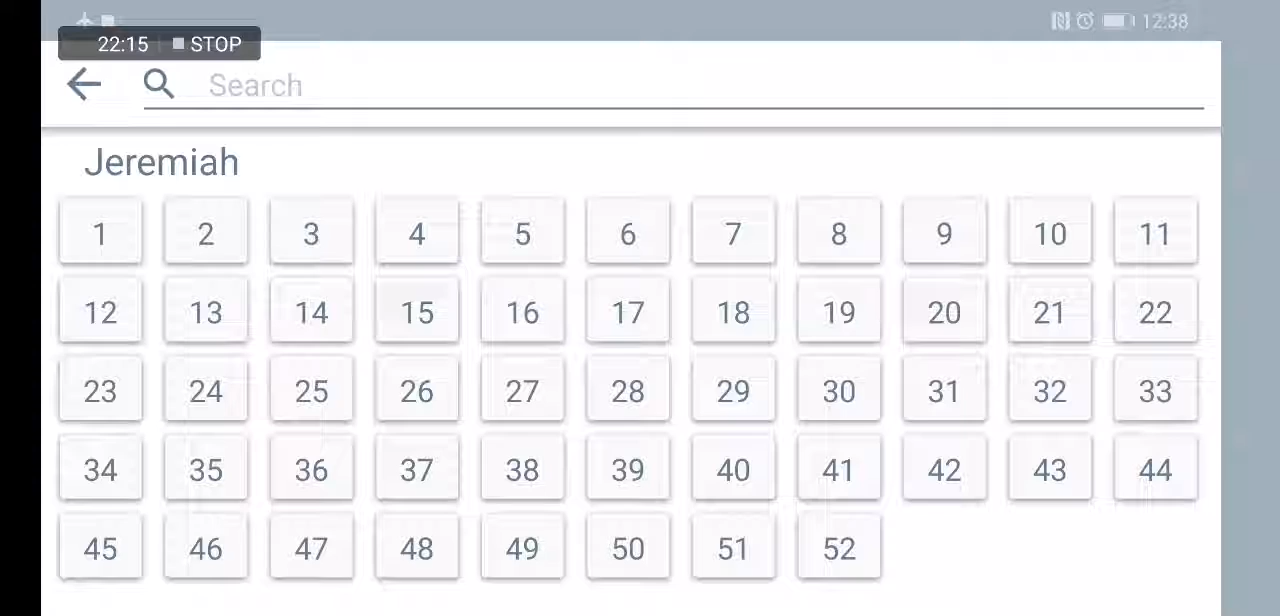 12:38
22:15 STOP
Search
Jeremiah
1 2 3 4 5 6 7 8 9 10 11
12 13 14 15 16 17 18 19 20 21 22
23 24 25 26 27 28 29 30 31 32 33
34 35 36 37 38 39 40 41 42 43 44
45 46 47 48 49 50 51 52